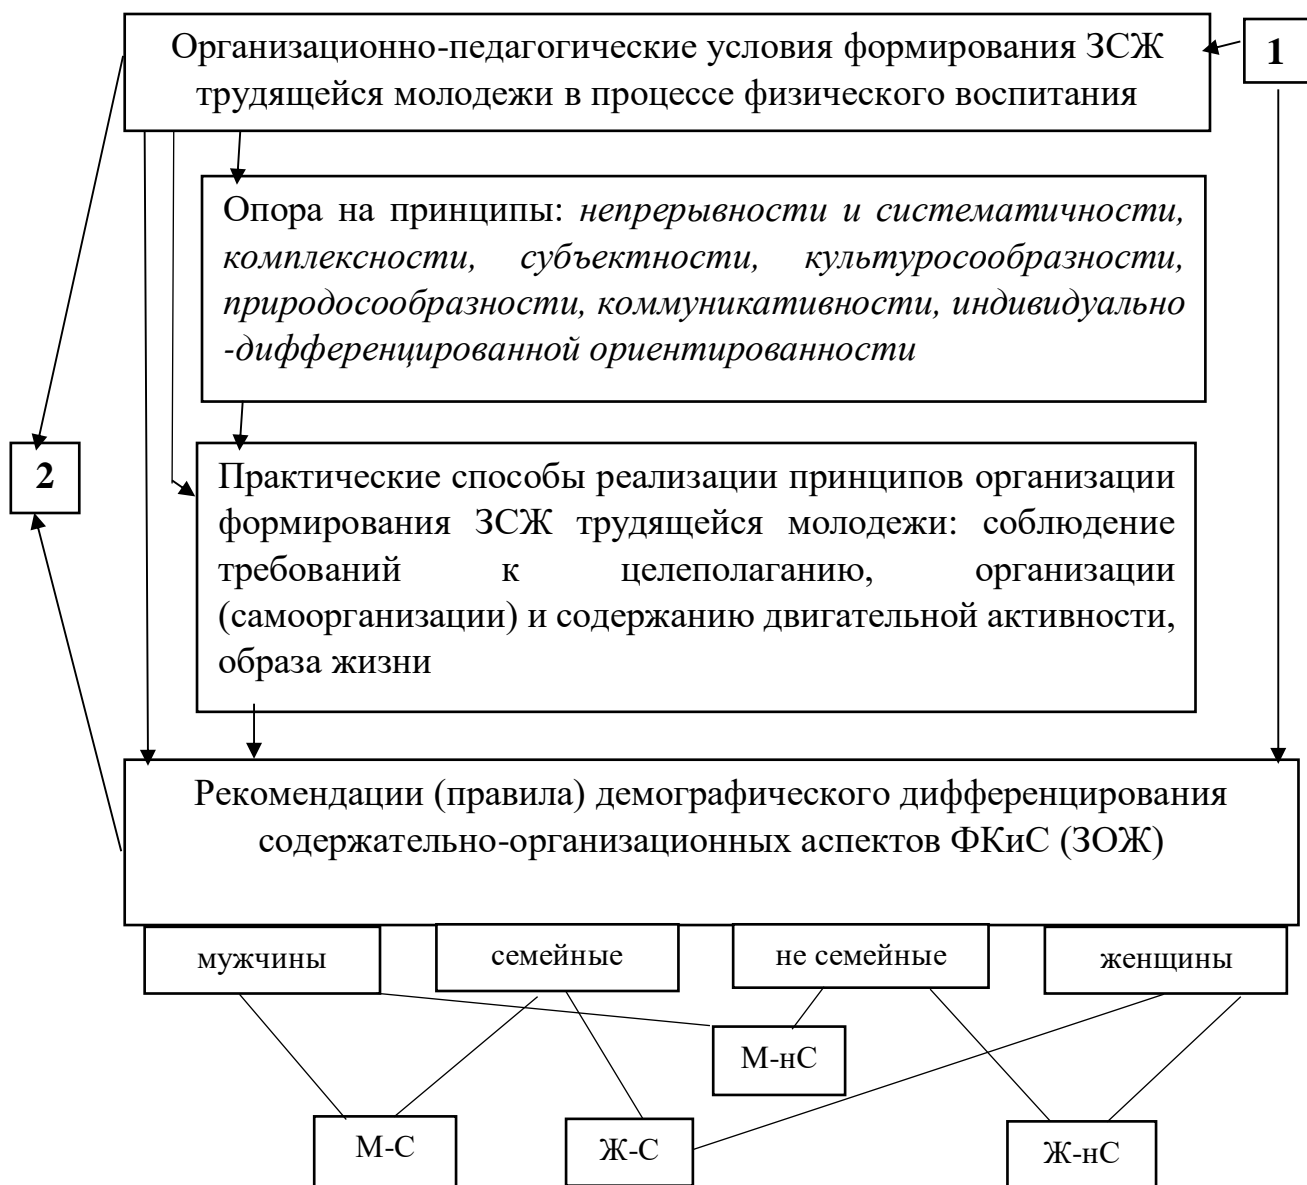 Организационно-педагогические условия формирования ЗСЖ
трудящейся молодежи в процессе физического воспитания
1
Опора на принципы: непрерывности и систематичности,
комплексности, субъектности, культуросообразности,
природосообразности, коммуникативности, индивидуально
-дифференцированной ориентированности
2
Практические способы реализации принципов организации
формирования ЗСЖ трудящейся молодежи: соблюдение
требований к целеполаганию, организации
(самоорганизации) и содержанию двигательной активности,
образа жизни
Рекомендации (правила) демографического дифференцирования
содержательно-организационных аспектов ФКиС (ЗОЖ)
мужчины
семейные
не семейные
женщины
М-нС
М-С
Ж-С
Ж-нС